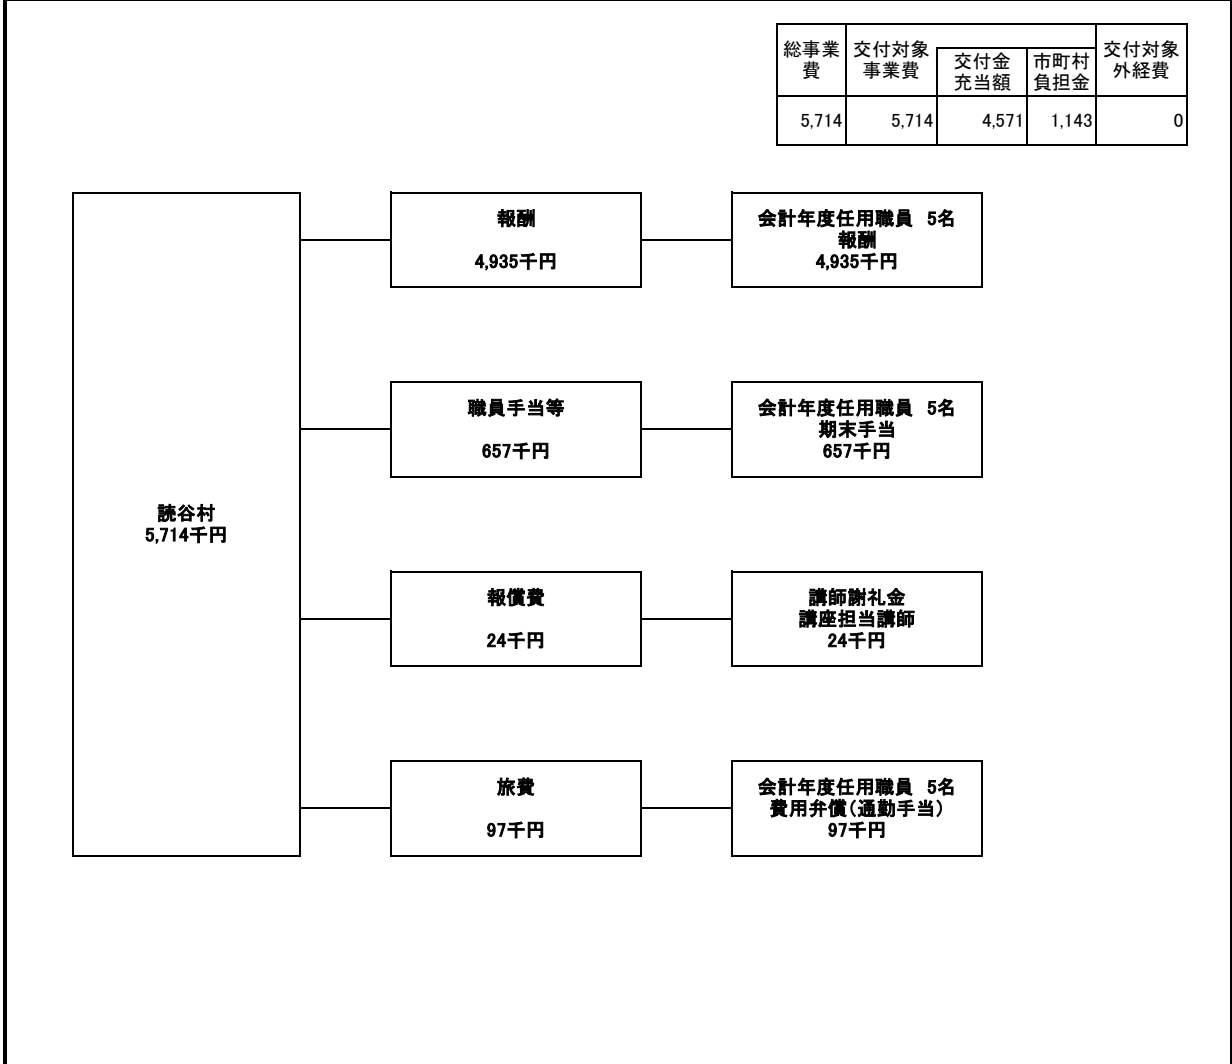 総事業
費
交付対象
事業費
交付金
充当額
市町村
負担金
交付対象
外経費
5,714
5,714
4,571
1,143
0
読谷村
5,714千円
報酬
4,935千円
会計年度任用職員　5名
報酬
4,935千円
職員手当等
657千円
会計年度任用職員　5名
期末手当
657千円
報償費
24千円
講師謝礼金
講座担当講師
24千円
旅費
97千円
会計年度任用職員　5名
費用弁償（通勤手当）
97千円